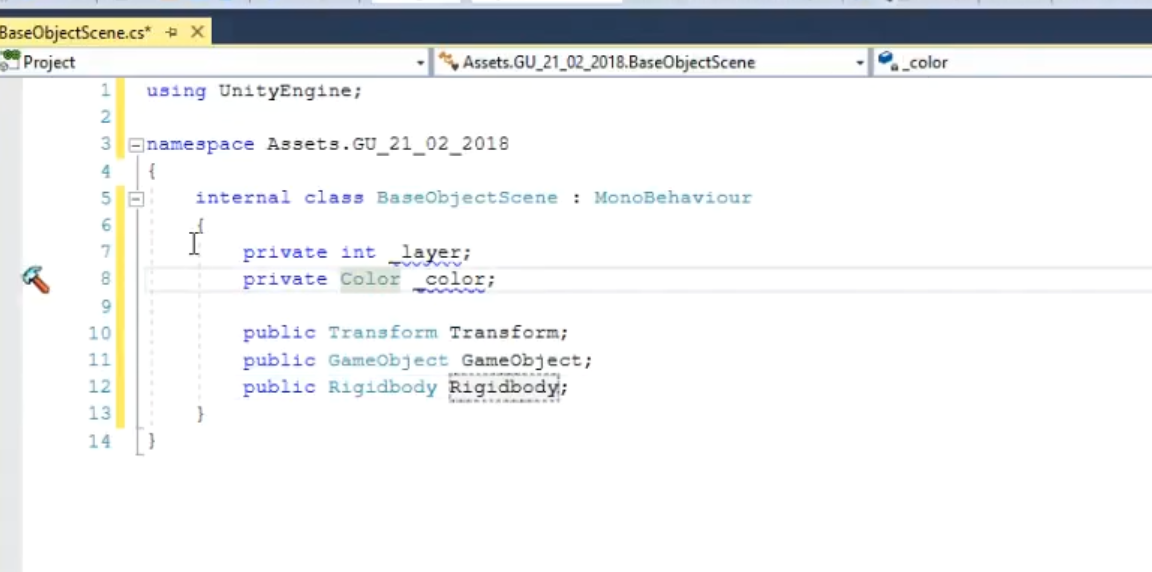 BaseObjectScene.cs*
Project
Assets.GU_21_02_2018.BaseObjectScene
_color
1 using UnityEngine;
2
3 namespace Assets.GU_21_02_2018
4 {
5 internal class BaseObjectScene : MonoBehaviour
6 {
7 private int _layer;
8 private Color _color;
9
10 public Transform Transform;
11 public GameObject GameObject;
12 public Rigidbody Rigidbody;
13 }
14 }